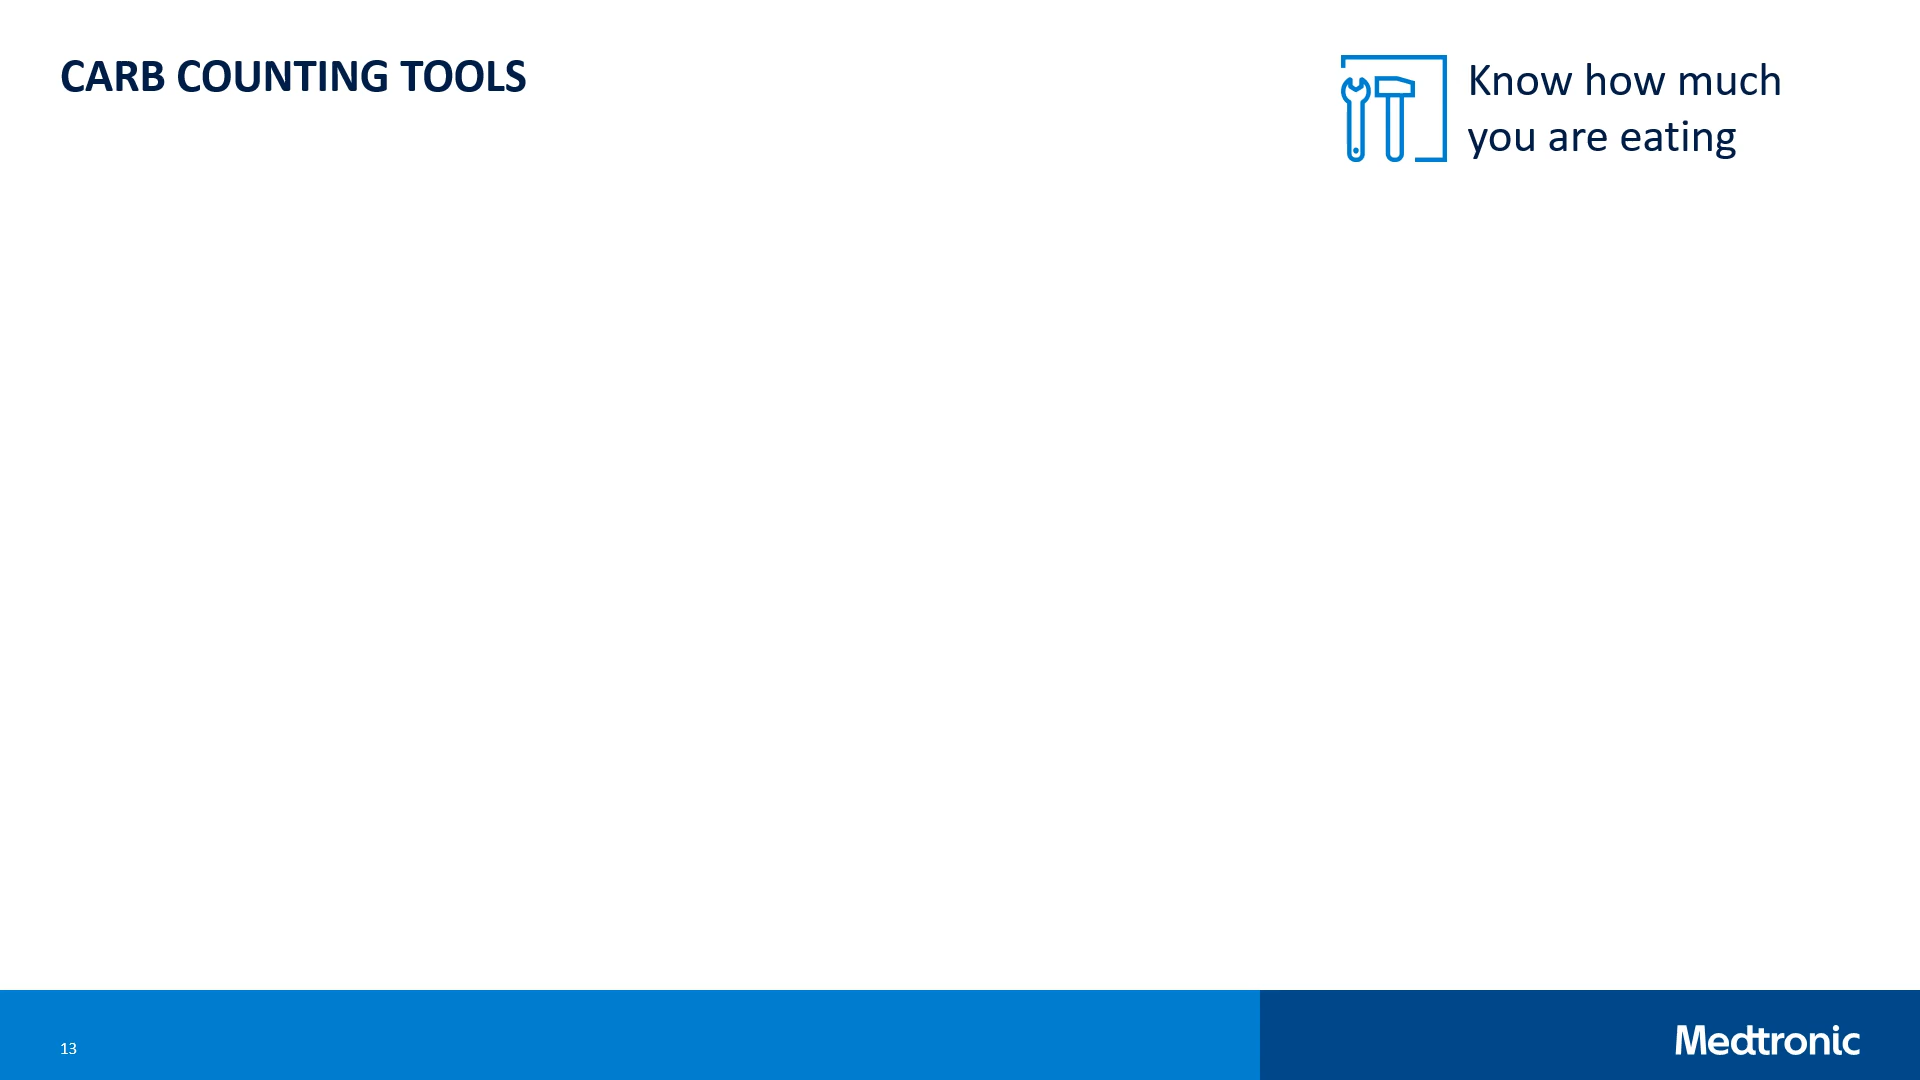 CARB COUNTING TOOLS
Know how much
you are eating
13
Medtronic